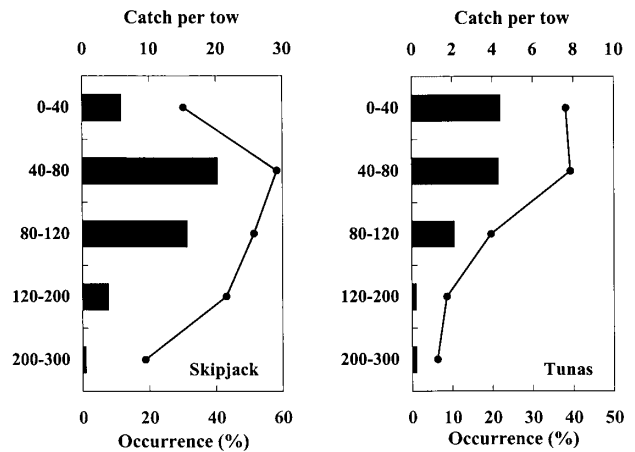 Catch per tow
0 10 20 30
0-40
40-80
80-120
120-200
200-300
Skipjack
0 20 40 60
Occurrence (%)
Catch per tow
0 2 4 6 8 10
0-40
40-80
80-120
120-200
200-300
Tunas
0 10 20 30 40 50
Occurrence (%)